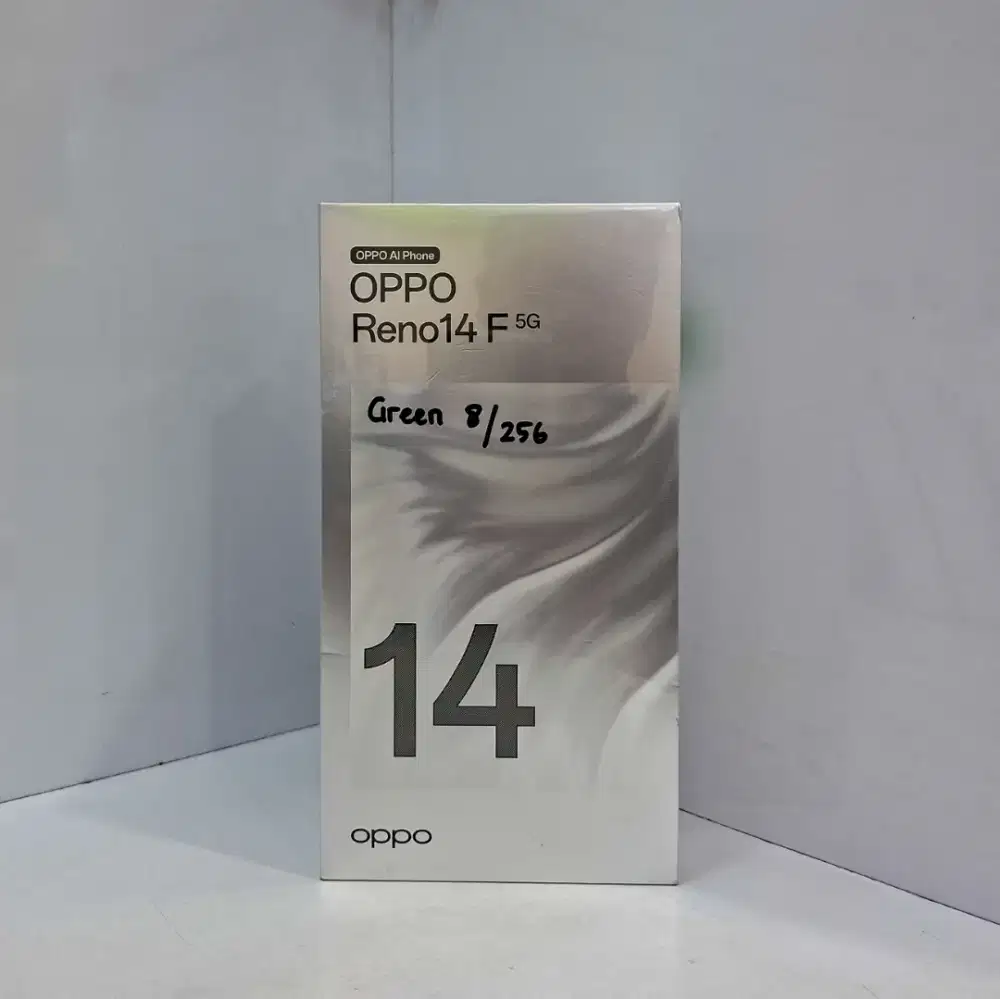 OPPO AI Phone
OPPO
Reno14 F 5G
Green 8/256
14
oppo